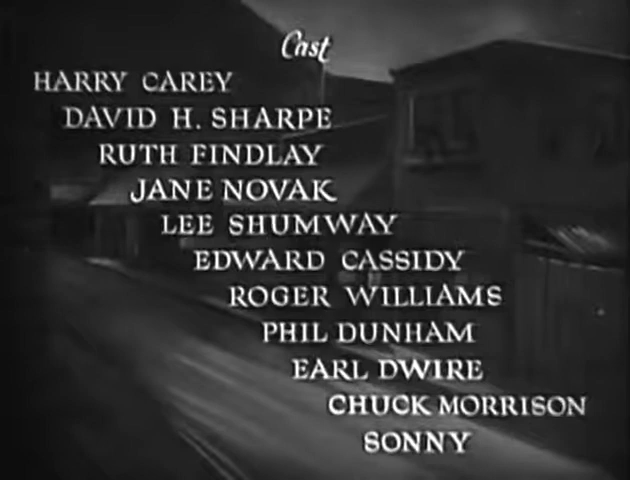 Cast
HARRY CAREY
DAVID H. SHARPE
RUTH FINDLAY
JANE NOVAK
LEE SHUMWAY
EDWARD CASSIDY
ROGER WILLIAMS
PHIL DUNHAM
EARL DWIRE
CHUCK MORRISON
SONNY